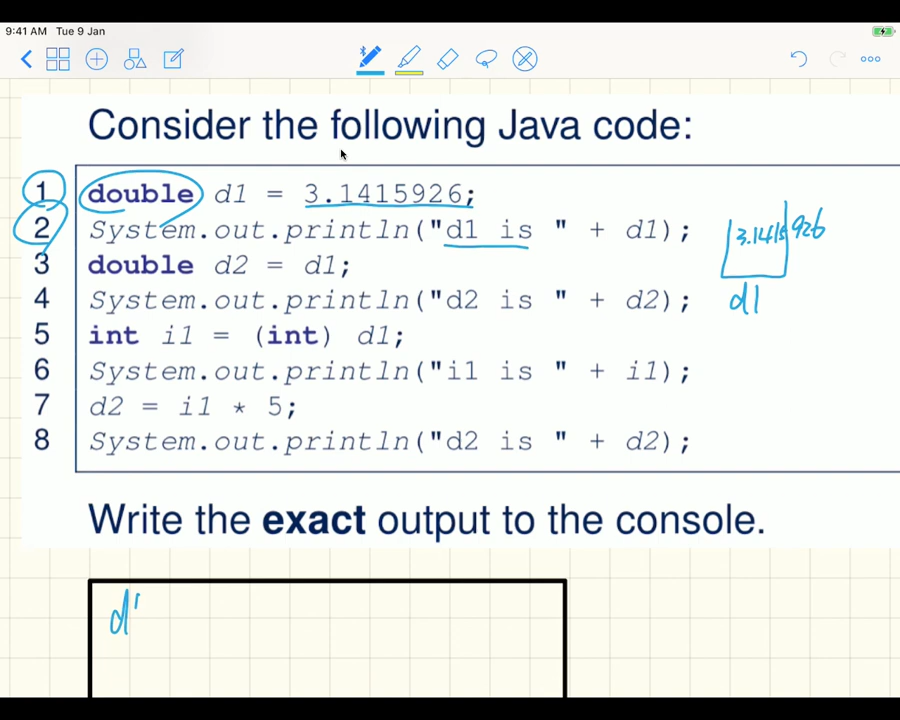 9:41 AM Tue 9 Jan
Consider the following Java code:
1 double d1 = 3.1415926;
2 System.out.println("d1 is " + d1);
3 double d2 = d1;
4 System.out.println("d2 is " + d2);
5 int i1 = (int) d1;
6 System.out.println("i1 is " + i1);
7 d2 = i1 * 5;
8 System.out.println("d2 is " + d2);
3.1415926
d1
Write the exact output to the console.
d1